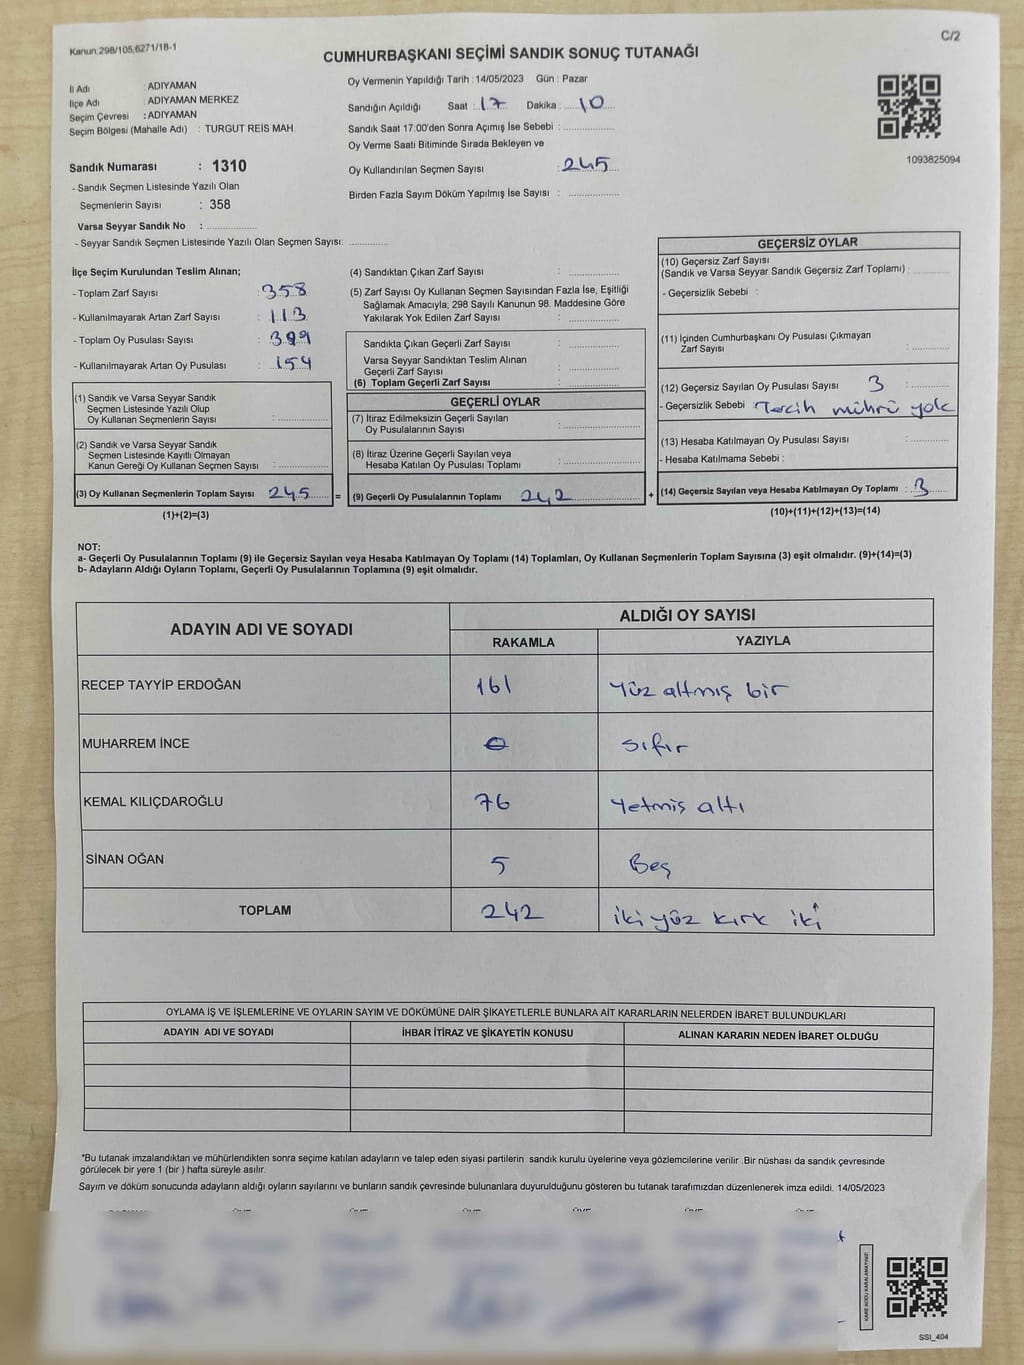 Kanun:298/105,6271/18-1
C/2
CUMHURBAŞKANI SEÇİMİ SANDIK SONUÇ TUTANAĞI
İl Adı : ADIYAMAN
İlçe Adı : ADIYAMAN MERKEZ
Seçim Çevresi : ADIYAMAN
Seçim Bölgesi (Mahalle Adı) : TURGUT REİS MAH.
Oy Vermenin Yapıldığı Tarih : 14/05/2023 Gün : Pazar
Sandığın Açıldığı Saat : 17 Dakika : 10
Sandık Saat 17:00'den Sonra Açımış İse Sebebi :
Oy Verme Saati Bitiminde Sırada Bekleyen ve
Oy Kullandırılan Seçmen Sayısı : 245
Birden Fazla Sayım Döküm Yapılmış İse Sayısı :
1093825094
Sandık Numarası : 1310
- Sandık Seçmen Listesinde Yazılı Olan
Seçmenlerin Sayısı : 358
Varsa Seyyar Sandık No :
- Seyyar Sandık Seçmen Listesinde Yazılı Olan Seçmen Sayısı:
İlçe Seçim Kurulundan Teslim Alınan;
- Toplam Zarf Sayısı : 358
- Kullanılmayarak Artan Zarf Sayısı : 113
- Toplam Oy Pusulası Sayısı : 399
- Kullanılmayarak Artan Oy Pusulası : 154
(1) Sandık ve Varsa Seyyar Sandık
Seçmen Listesinde Yazılı Olup
Oy Kullanan Seçmenlerin Sayısı :
(2) Sandık ve Varsa Seyyar Sandık
Seçmen Listesinde Kayıtlı Olmayan
Kanun Gereği Oy Kullanan Seçmen Sayısı :
(3) Oy Kullanan Seçmenlerin Toplam Sayısı 245 =
(1)+(2)=(3)
(4) Sandıktan Çıkan Zarf Sayısı :
(5) Zarf Sayısı Oy Kullanan Seçmen Sayısından Fazla İse, Eşitliği
Sağlamak Amacıyla; 298 Sayılı Kanunun 98. Maddesine Göre
Yakılarak Yok Edilen Zarf Sayısı :
Sandıkta Çıkan Geçerli Zarf Sayısı :
Varsa Seyyar Sandıktan Teslim Alınan
Geçerli Zarf Sayısı :
(6) Toplam Geçerli Zarf Sayısı :
GEÇERLİ OYLAR
(7) İtiraz Edilmeksizin Geçerli Sayılan
Oy Pusulalarının Sayısı :
(8) İtiraz Üzerine Geçerli Sayılan veya
Hesaba Katılan Oy Pusulası Toplamı :
(9) Geçerli Oy Pusulalarının Toplamı 242 +
GEÇERSİZ OYLAR
(10) Geçersiz Zarf Sayısı
(Sandık ve Varsa Seyyar Sandık Geçersiz Zarf Toplamı) :
- Geçersizlik Sebebi :
(11) İçinden Cumhurbaşkanı Oy Pusulası Çıkmayan
Zarf Sayısı :
(12) Geçersiz Sayılan Oy Pusulası Sayısı 3 :
- Geçersizlik Sebebi : Tercih mührü yok
(13) Hesaba Katılmayan Oy Pusulası Sayısı :
- Hesaba Katılmama Sebebi :
(14) Geçersiz Sayılan veya Hesaba Katılmayan Oy Toplamı : 3
(10)+(11)+(12)+(13)=(14)
NOT:
a- Geçerli Oy Pusulalarının Toplamı (9) ile Geçersiz Sayılan veya Hesaba Katılmayan Oy Toplamı (14) Toplamları, Oy Kullanan Seçmenlerin Toplam Sayısına (3) eşit olmalıdır. (9)+(14)=(3)
b- Adayların Aldığı Oyların Toplamı, Geçerli Oy Pusulalarının Toplamına (9) eşit olmalıdır.
ADAYIN ADI VE SOYADI
ALDIĞI OY SAYISI
RAKAMLA YAZIYLA
RECEP TAYYİP ERDOĞAN 161 Yüz altmış bir
MUHARREM İNCE 0 Sıfır
KEMAL KILIÇDAROĞLU 76 Yetmiş altı
SİNAN OĞAN 5 Beş
TOPLAM 242 iki yüz kırk iki
OYLAMA İŞ VE İŞLEMLERİNE VE OYLARIN SAYIM VE DÖKÜMÜNE DAİR ŞİKAYETLERLE BUNLARA AİT KARARLARIN NELERDEN İBARET BULUNDUKLARI
ADAYIN ADI VE SOYADI İHBAR İTİRAZ VE ŞİKAYETİN KONUSU ALINAN KARARIN NEDEN İBARET OLDUĞU
*Bu tutanak imzalandıktan ve mühürlendikten sonra seçime katılan adayların ve talep eden siyasi partilerin sandık kurulu üyelerine veya gözlemcilerine verilir .Bir nüshası da sandık çevresinde
görülecek bir yere 1 (bir ) hafta süreyle asılır.
Sayım ve döküm sonucunda adayların aldığı oyların sayılarını ve bunların sandık çevresinde bulunanlara duyurulduğunu gösteren bu tutanak tarafımızdan düzenlenerek imza edildi. 14/05/2023
KARE KODU KARALAMAYINIZ!
SSI_404